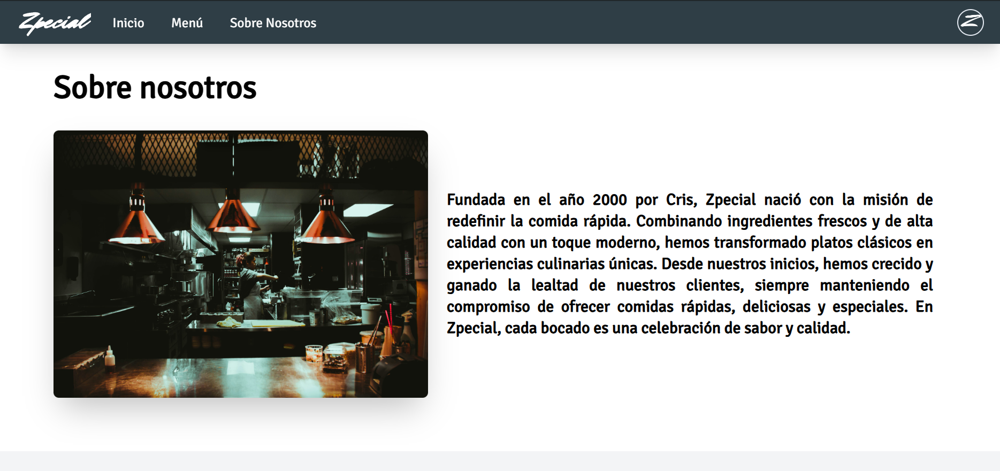 Zpecial Inicio Menú Sobre Nosotros Z
Sobre nosotros
Fundada en el año 2000 por Cris, Zpecial nació con la misión de
redefinir la comida rápida. Combinando ingredientes frescos y de alta
calidad con un toque moderno, hemos transformado platos clásicos en
experiencias culinarias únicas. Desde nuestros inicios, hemos crecido y
ganado la lealtad de nuestros clientes, siempre manteniendo el
compromiso de ofrecer comidas rápidas, deliciosas y especiales. En
Zpecial, cada bocado es una celebración de sabor y calidad.